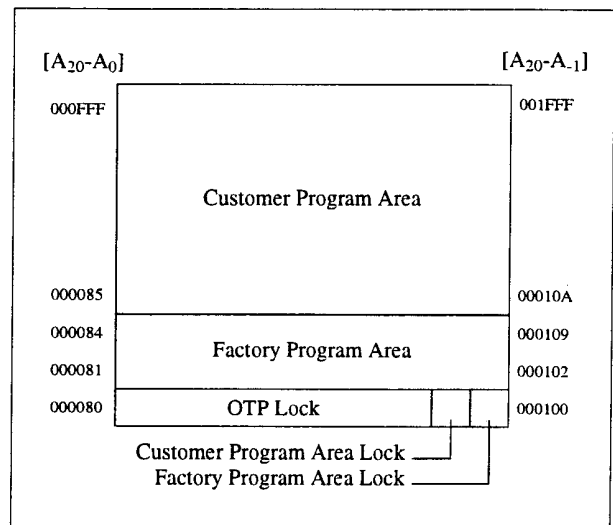 [A20-A0] [A20-A-1]
000FFF 001FFF
Customer Program Area
000085 00010A
000084 000109
Factory Program Area
000081 000102
000080 OTP Lock 000100
Customer Program Area Lock
Factory Program Area Lock